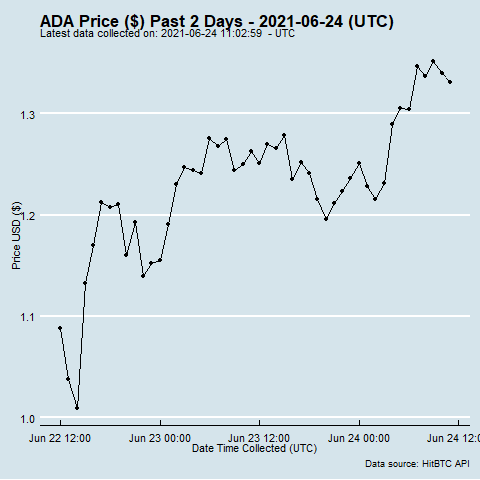 ADA Price ($) Past 2 Days - 2021-06-24 (UTC)
Latest data collected on: 2021-06-24 11:02:59 - UTC
1.3
1.2
1.1
1.0
Price USD ($)
Jun 22 12:00 Jun 23 00:00 Jun 23 12:00 Jun 24 00:00 Jun 24 12:00
Date Time Collected (UTC)
Data source: HitBTC API